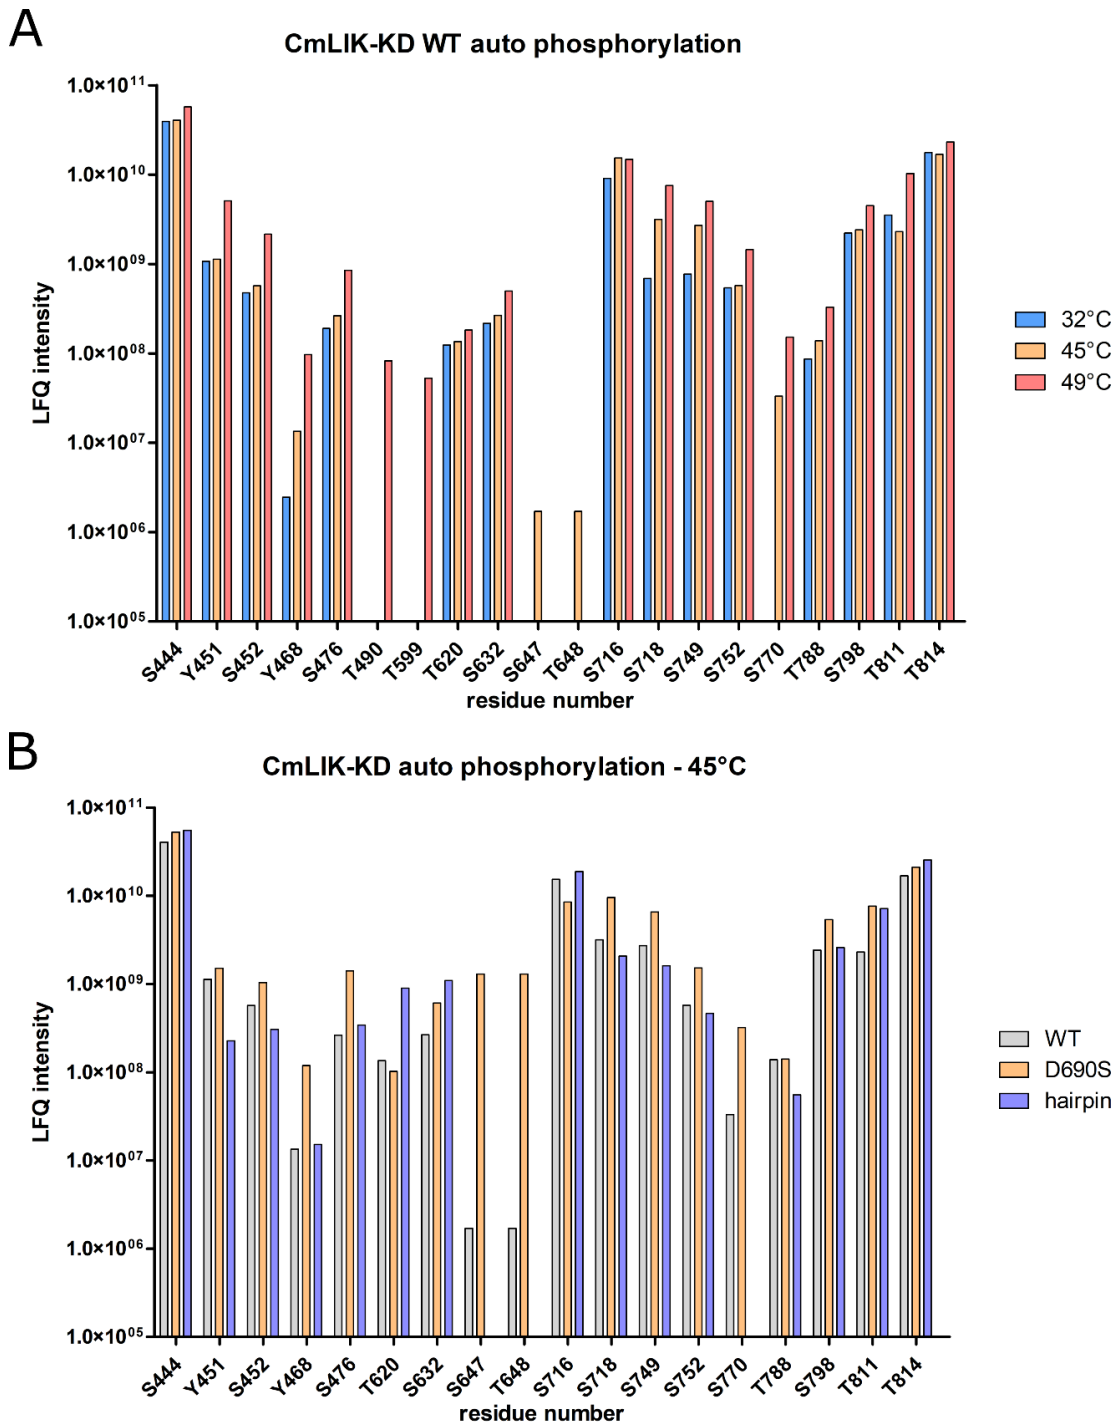 A
CmLIK-KD WT auto phosphorylation
LFQ intensity
1.0×10¹¹
1.0×10¹⁰
1.0×10⁰⁹
1.0×10⁰⁸
1.0×10⁰⁷
1.0×10⁰⁶
1.0×10⁰⁵
S444 Y451 S452 Y468 S476 T490 T599 T620 S632 S647 T648 S716 S718 S749 S752 S770 T788 S798 T811 T814
residue number
32°C
45°C
49°C
B
CmLIK-KD auto phosphorylation - 45°C
LFQ intensity
1.0×10¹¹
1.0×10¹⁰
1.0×10⁰⁹
1.0×10⁰⁸
1.0×10⁰⁷
1.0×10⁰⁶
1.0×10⁰⁵
S444 Y451 S452 Y468 S476 T620 S632 S647 T648 S716 S718 S749 S752 S770 T788 S798 T811 T814
residue number
WT
D690S
hairpin